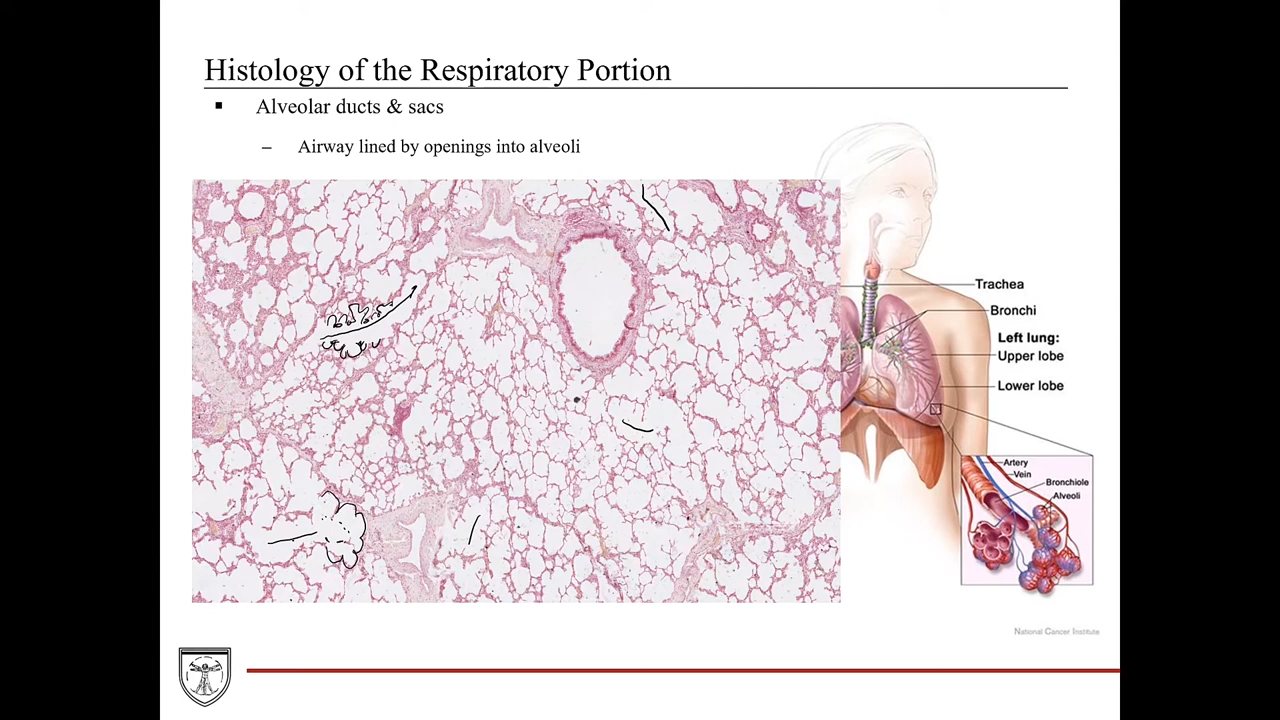 Histology of the Respiratory Portion
▪ Alveolar ducts & sacs
– Airway lined by openings into alveoli
Trachea
Bronchi
Left lung:
Upper lobe
Lower lobe
Artery
Vein
Bronchiole
Alveoli
National Cancer Institute